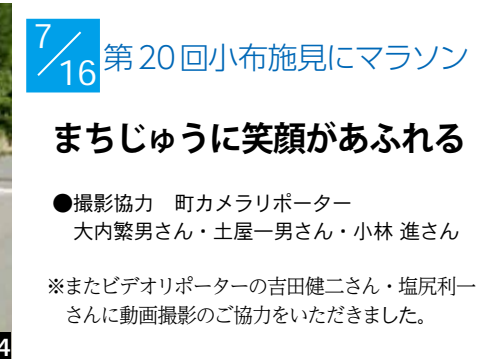 7/16 第20回小布施見にマラソン
まちじゅうに笑顔があふれる
●撮影協力　町カメラリポーター
大内繁男さん・土屋一男さん・小林 進さん
※またビデオリポーターの吉田健二さん・塩尻利一
さんに動画撮影のご協力をいただきました。
4